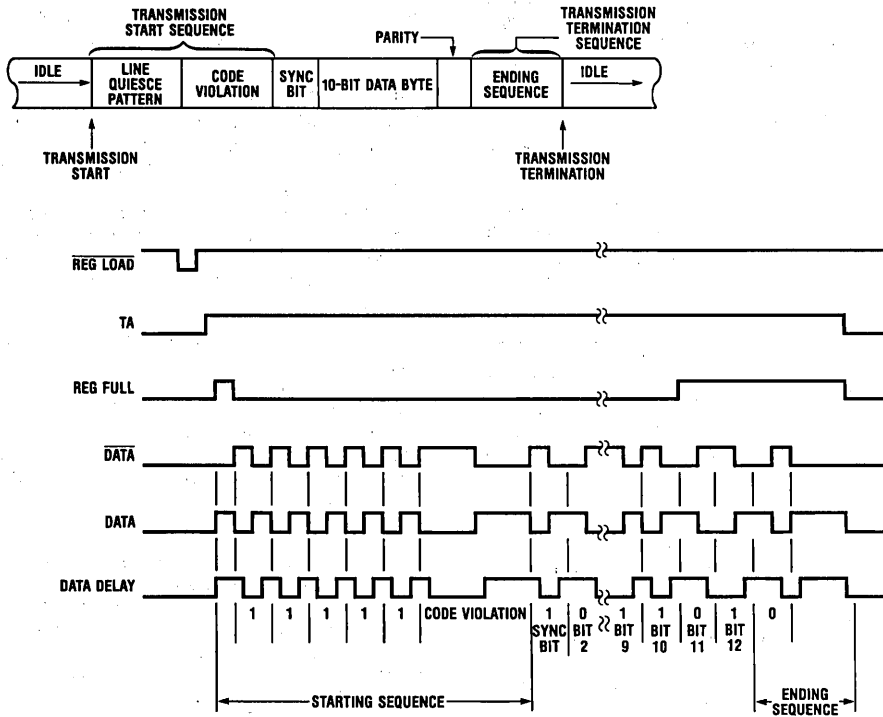 TRANSMISSION
START SEQUENCE
PARITY
TRANSMISSION
TERMINATION
SEQUENCE
IDLE
LINE
QUIESCE
PATTERN
CODE
VIOLATION
SYNC
BIT
10-BIT DATA BYTE
ENDING
SEQUENCE
IDLE
TRANSMISSION
START
TRANSMISSION
TERMINATION
REG LOAD
TA
REG FULL
DATA
DATA
DATA DELAY
1 1 1 1 1 CODE VIOLATION 1 0 1 1 0 1 0
SYNC
BIT
BIT
2
BIT
9
BIT
10
BIT
11
BIT
12
STARTING SEQUENCE
ENDING
SEQUENCE